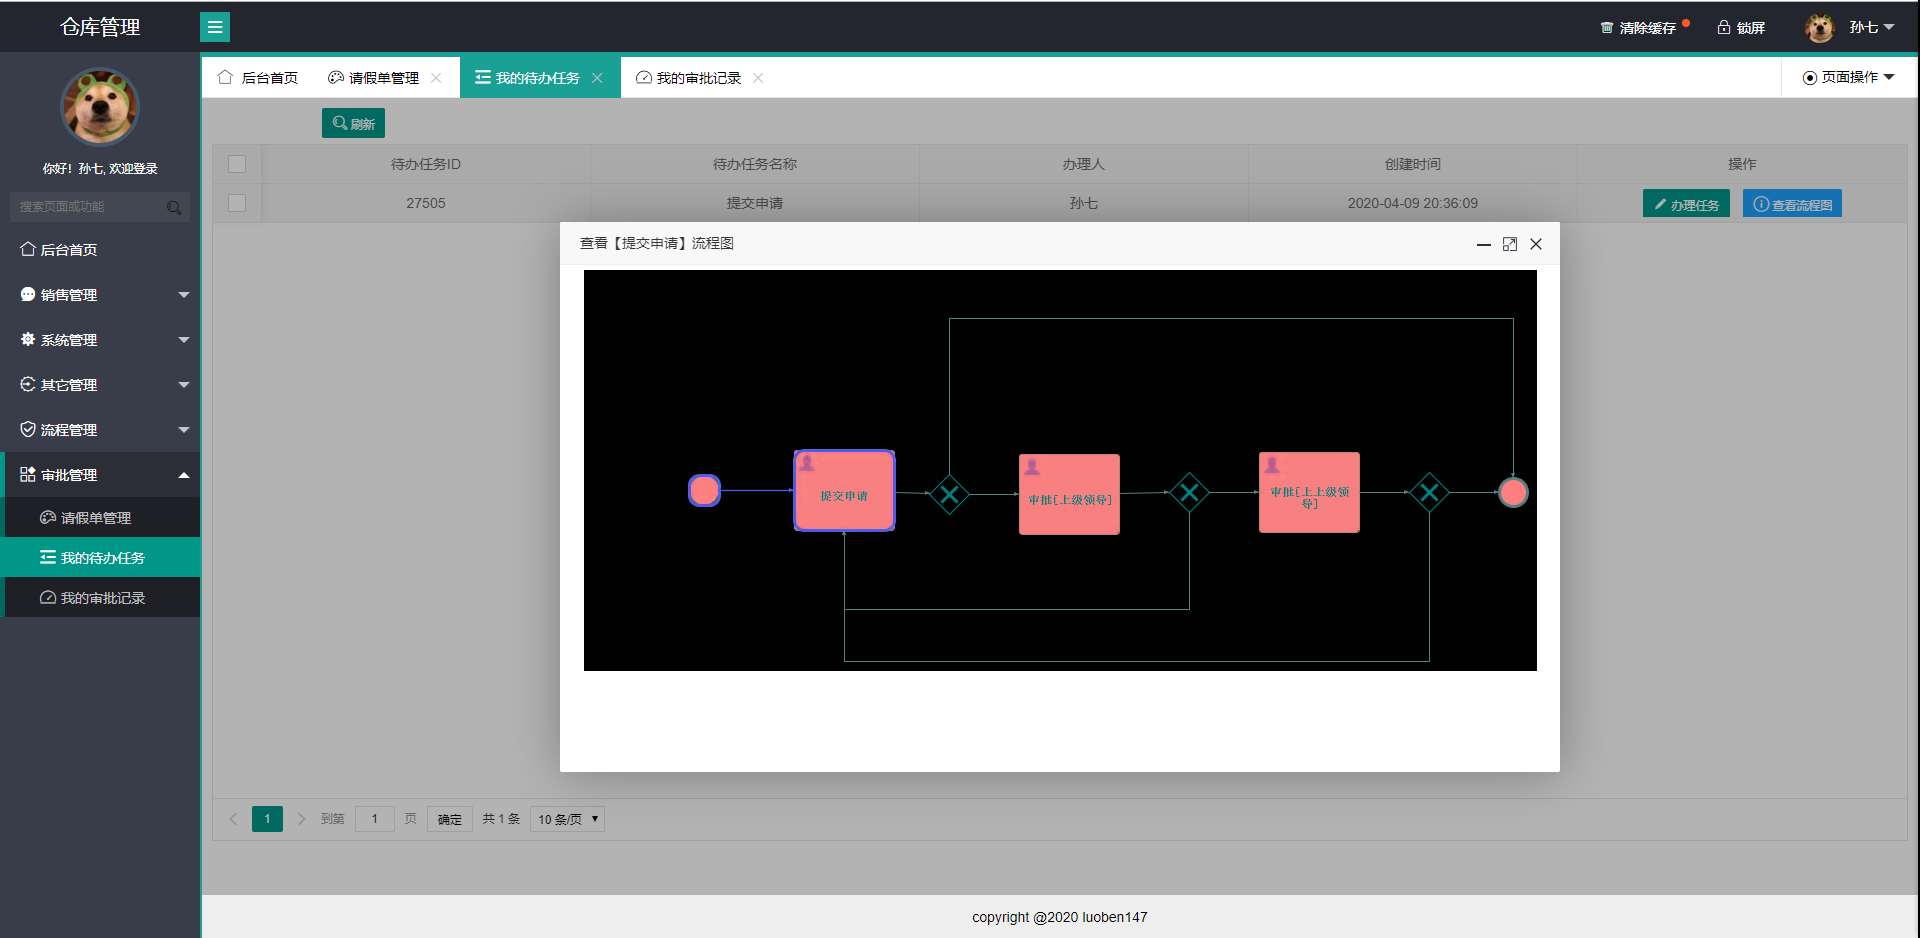 仓库管理
清除缓存
锁屏
孙七
你好！孙七, 欢迎登录
搜索页面或功能
后台首页
销售管理
系统管理
其它管理
流程管理
审批管理
请假单管理
我的待办任务
我的审批记录
后台首页
请假单管理
我的待办任务
我的审批记录
页面操作
刷新
待办任务ID
待办任务名称
办理人
创建时间
操作
27505
提交申请
孙七
2020-04-09 20:36:09
办理任务
查看流程图
查看【提交申请】流程图
提交申请
审批[上级领导]
审批[上上级领
导]
1
到第
1
页
确定
共 1 条
10 条/页
copyright @2020 luoben147